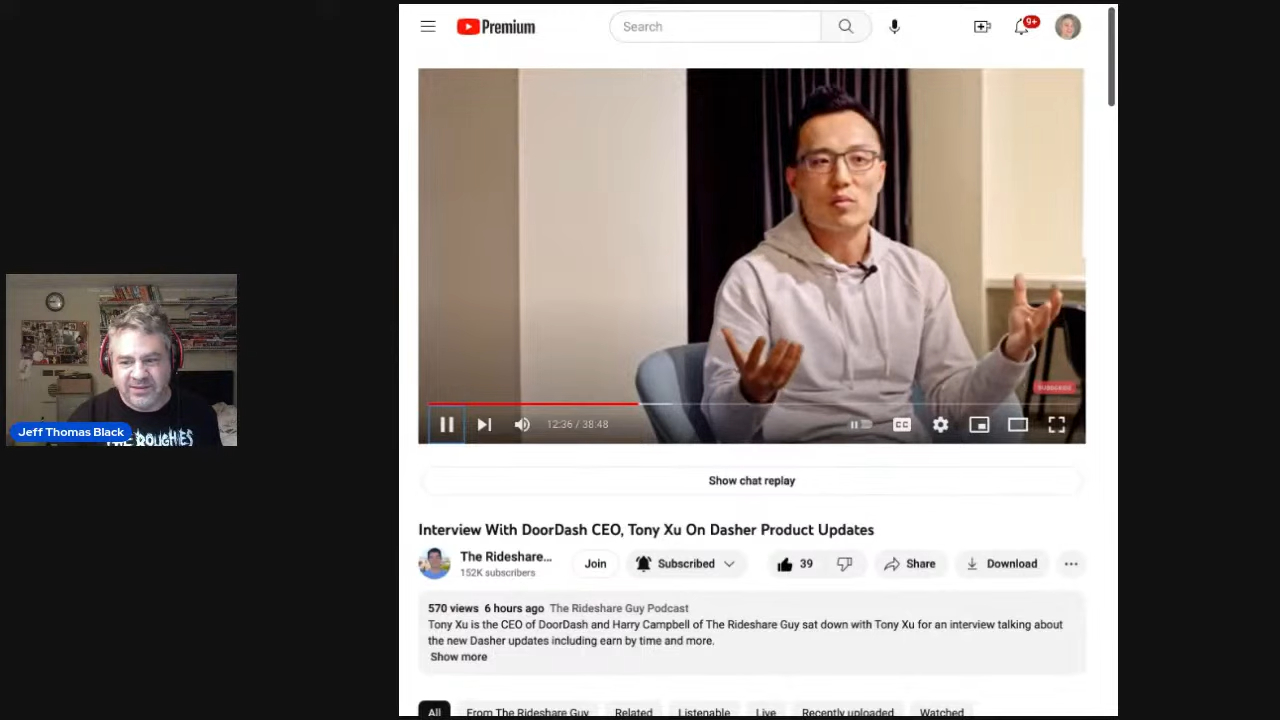 Premium
Search
9+
SUBSCRIBE
12:36 / 38:48
CC
Show chat replay
Interview With DoorDash CEO, Tony Xu On Dasher Product Updates
The Rideshare...
152K subscribers
Join
Subscribed
39
Share
Download
570 views 6 hours ago The Rideshare Guy Podcast
Tony Xu is the CEO of DoorDash and Harry Campbell of The Rideshare Guy sat down with Tony Xu for an interview talking about
the new Dasher updates including earn by time and more.
Show more
All From The Rideshare Guy Related Listenable Live Recently uploaded Watched
Jeff Thomas Black